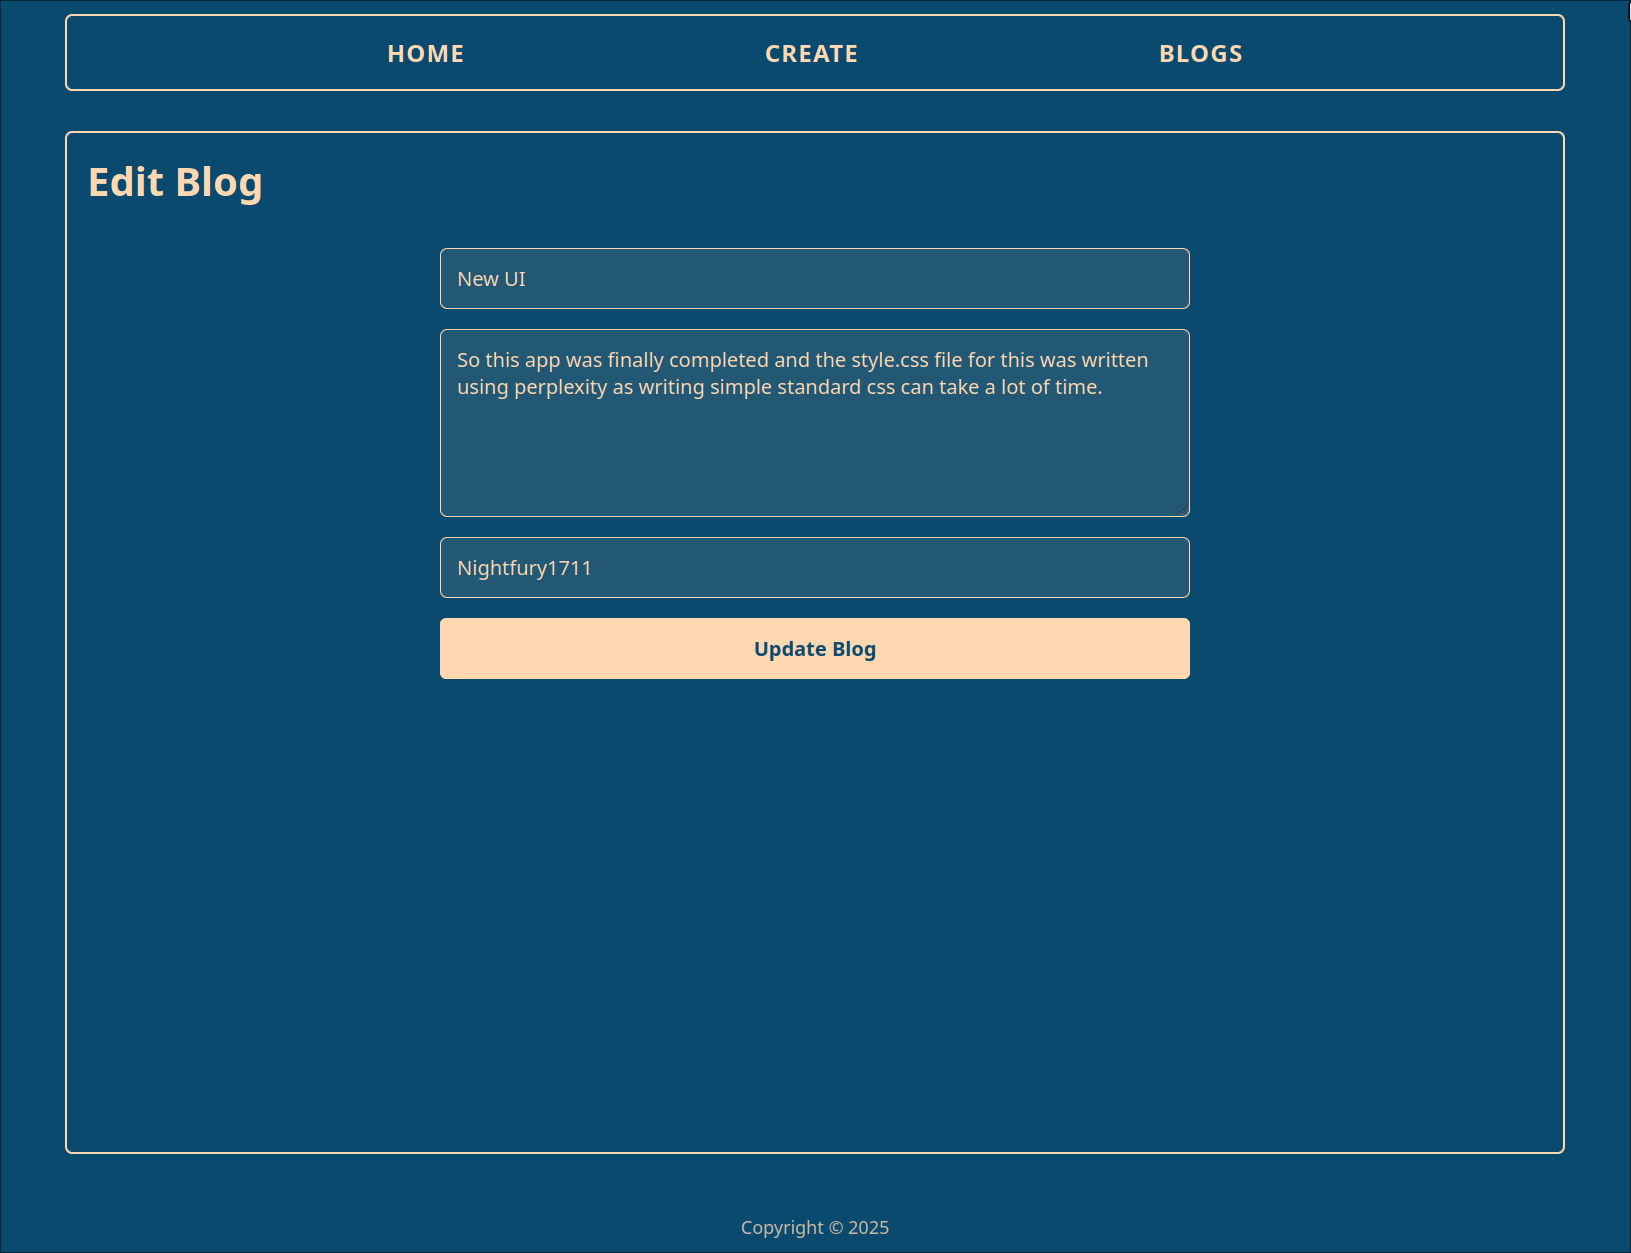 HOME CREATE BLOGS
Edit Blog
New UI
So this app was finally completed and the style.css file for this was written
using perplexity as writing simple standard css can take a lot of time.
Nightfury1711
Update Blog
Copyright © 2025